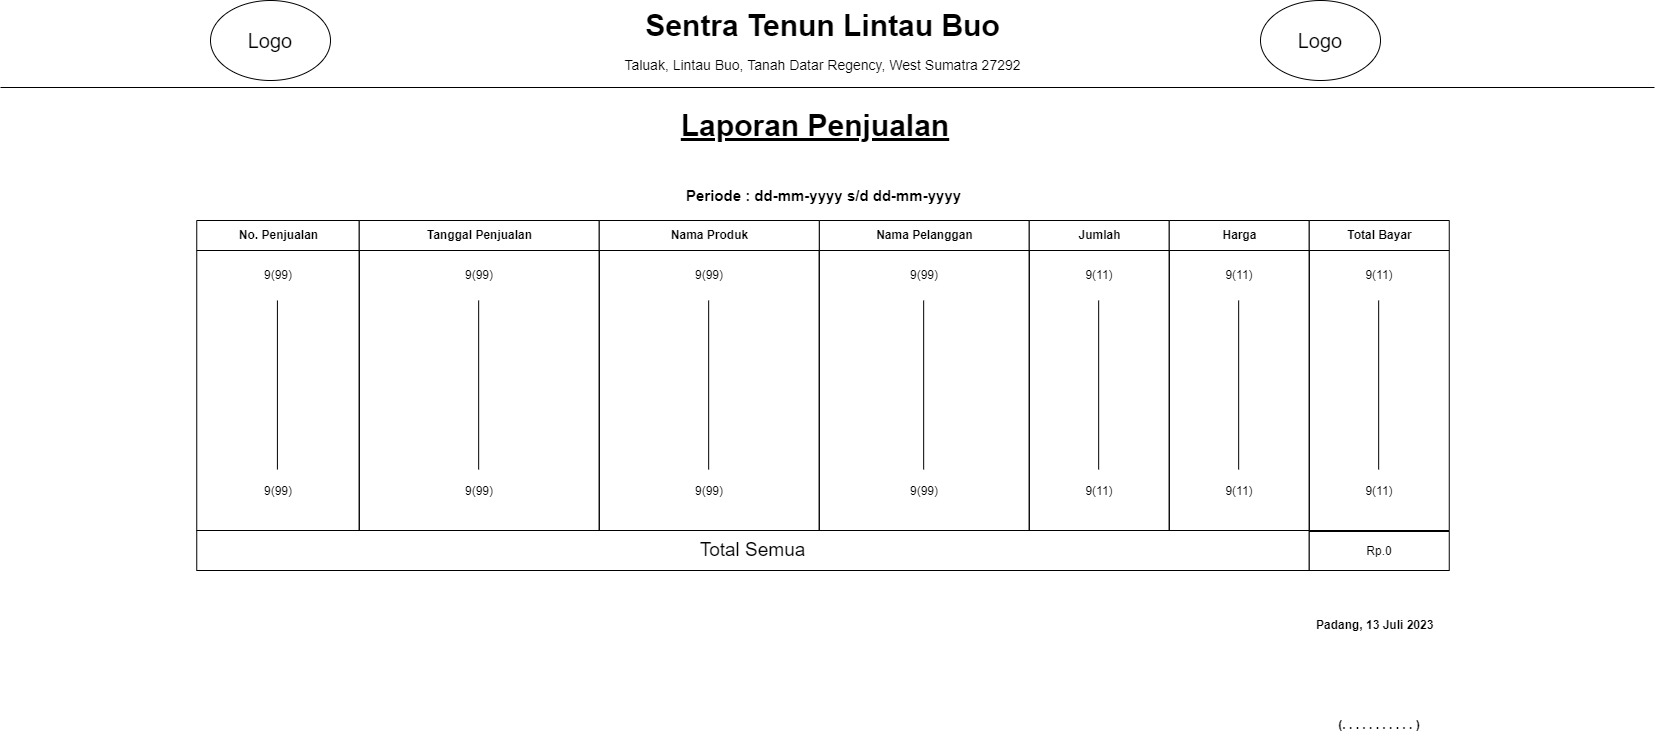 Logo
Sentra Tenun Lintau Buo
Logo
Taluak, Lintau Buo, Tanah Datar Regency, West Sumatra 27292
Laporan Penjualan
Periode : dd-mm-yyyy s/d dd-mm-yyyy
No. Penjualan Tanggal Penjualan Nama Produk Nama Pelanggan Jumlah Harga Total Bayar
9(99) 9(99) 9(99) 9(99) 9(11) 9(11) 9(11)
9(99) 9(99) 9(99) 9(99) 9(11) 9(11) 9(11)
Total Semua Rp.0
Padang, 13 Juli 2023
(. . . . . . . . . . . )